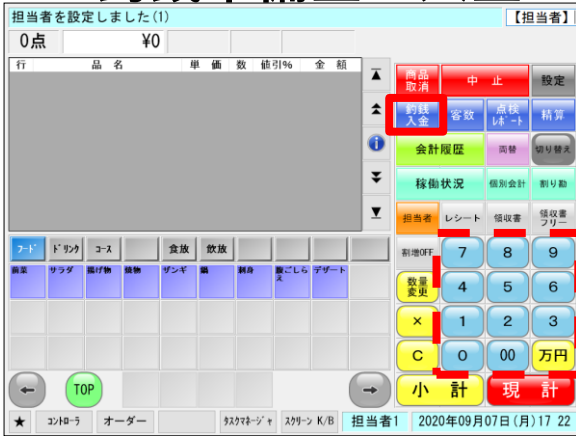 担当者を設定しました(1) 【担当者】
0点 ¥0
行 品 名 単 価 数 値引% 金 額
商品取消 中 止 設定
釣銭入金 客数 点検ﾚﾎﾟｰﾄ 精算
会計履歴 両替 切り替え
稼働状況 個別会計 割り勘
担当者 レシート 領収書 領収書フリー
ﾌｰﾄﾞ ﾄﾞﾘﾝｸ ｺｰｽ 食放 飲放
前菜 サラダ 揚げ物 焼物 ザンギ 鍋 刺身 腹ごしらえ デザート
割増OFF 7 8 9
数量変更 4 5 6
× 1 2 3
C 0 00 万円
TOP
小 計 現 計
★ ｺﾝﾄﾛｰﾗ オーダー ﾀｽｸﾏﾈｰｼﾞｬ ｽｸﾘｰﾝ K/B 担当者1 2020年09月07日(月)17 22